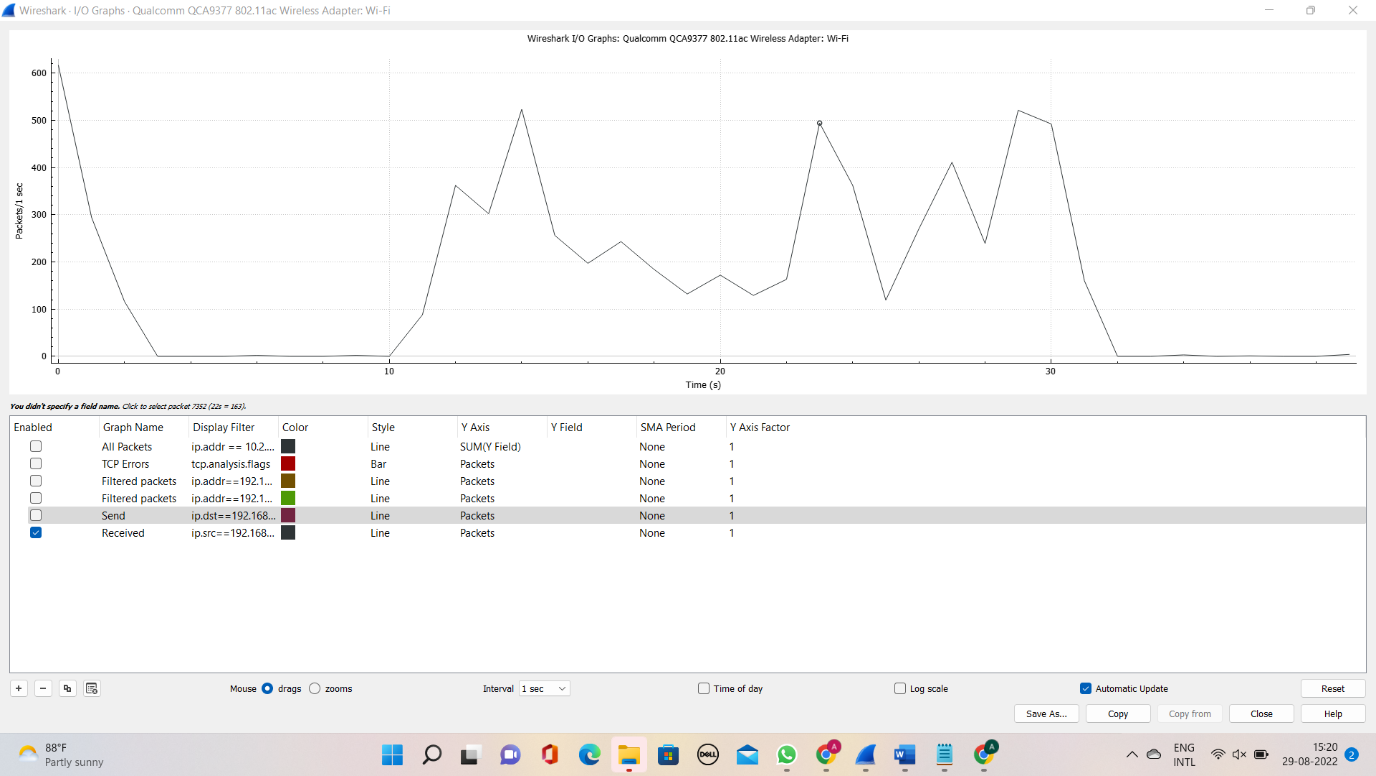 Wireshark · I/O Graphs · Qualcomm QCA9377 802.11ac Wireless Adapter: Wi-Fi
Wireshark I/O Graphs: Qualcomm QCA9377 802.11ac Wireless Adapter: Wi-Fi
600
500
400
300
200
100
0
Packets/1 sec
0 10 20 30
Time (s)
You didn't specify a field name. Click to select packet 7352 (22s = 163).
Enabled Graph Name Display Filter Color Style Y Axis Y Field SMA Period Y Axis Factor
All Packets ip.addr == 10.2.... Line SUM(Y Field) None 1
TCP Errors tcp.analysis.flags Bar Packets None 1
Filtered packets ip.addr==192.1... Line Packets None 1
Filtered packets ip.addr==192.1... Line Packets None 1
Send ip.dst==192.168... Line Packets None 1
Received ip.src==192.168... Line Packets None 1
Mouse drags zooms Interval 1 sec Time of day Log scale Automatic Update Reset
Save As... Copy Copy from Close Help
88°F
Partly sunny
DELL
A
W
A
ENG
INTL
15:20
29-08-2022
2